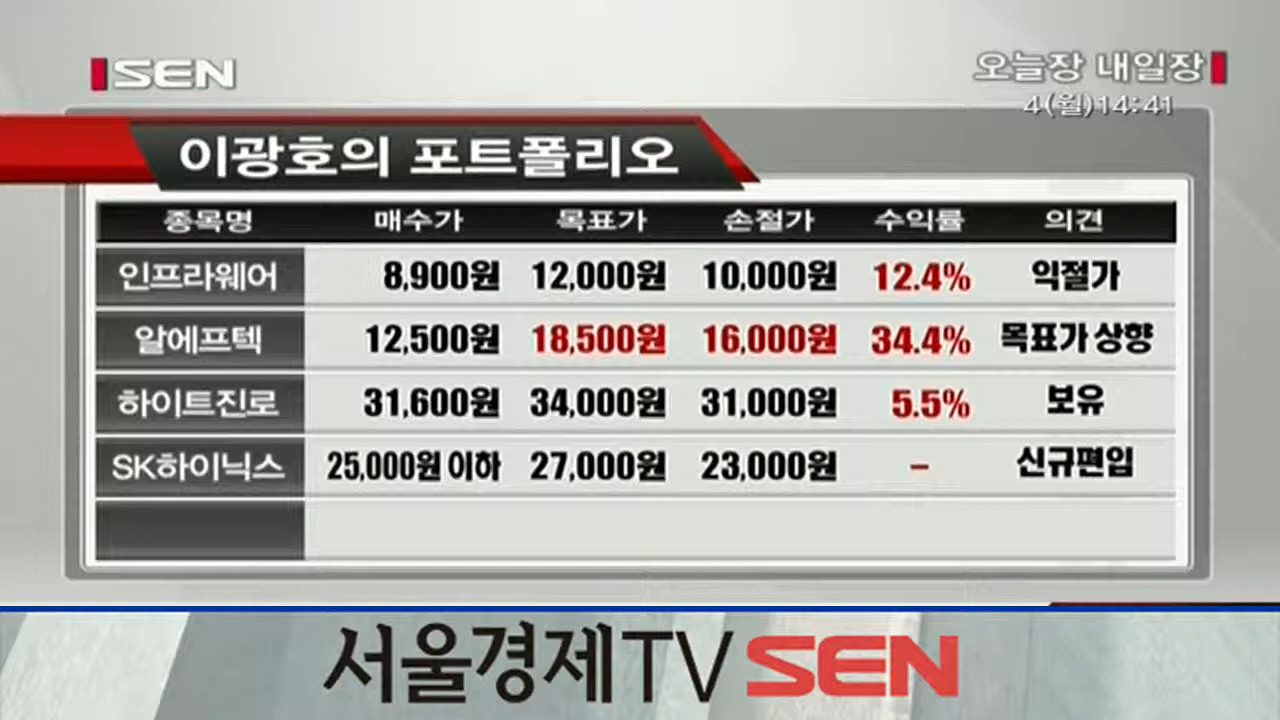 SEN
오늘장 내일장
4(월)14:41
이광호의 포트폴리오
종목명 매수가 목표가 손절가 수익률 의견
인프라웨어 8,900원 12,000원 10,000원 12.4% 익절가
알에프텍 12,500원 18,500원 16,000원 34.4% 목표가 상향
하이트진로 31,600원 34,000원 31,000원 5.5% 보유
SK하이닉스 25,000원 이하 27,000원 23,000원 – 신규편입
서울경제TV SEN